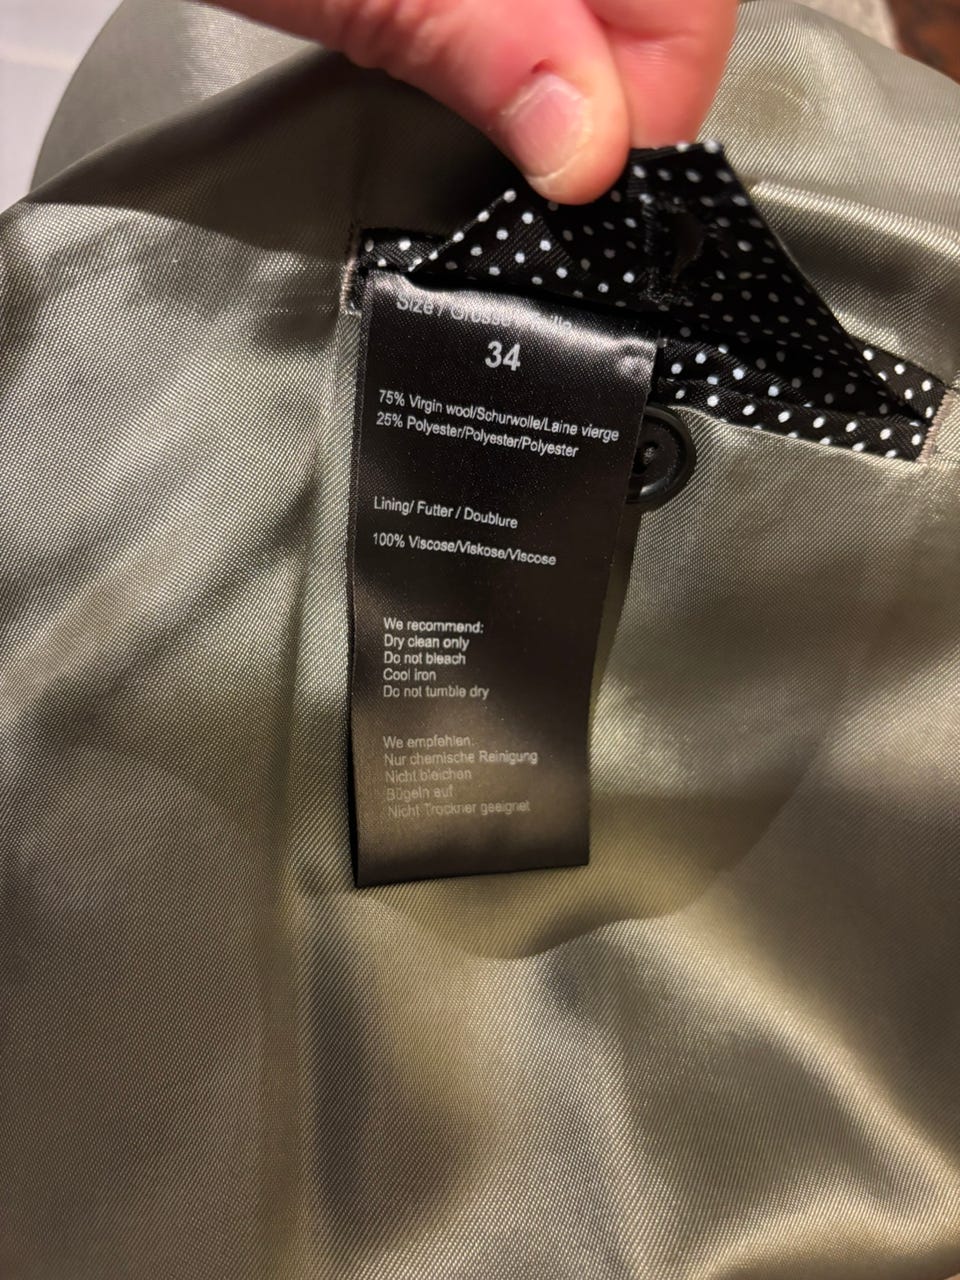 Size / Grösse
34
75% Virgin wool/Schurwolle/Laine vierge
25% Polyester/Polyester/Polyester
Lining/ Futter / Doublure
100% Viscose/Viskose/Viscose
We recommend:
Dry clean only
Do not bleach
Cool iron
Do not tumble dry
We empfehlen:
Nur chemische Reinigung
Nicht bleichen
Bügeln auf
Nicht Trockner geeignet